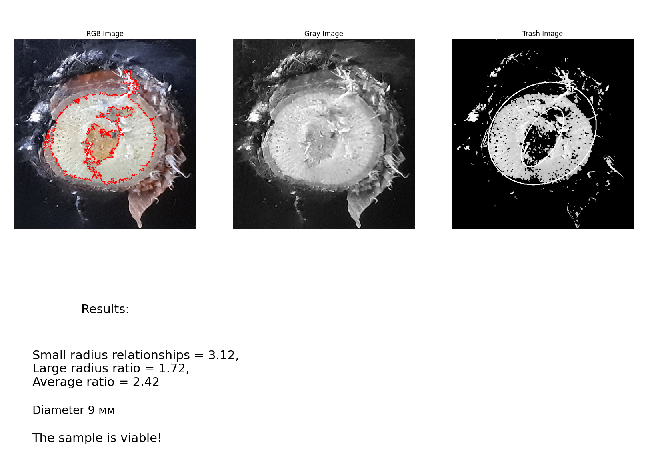 RGB Image
Gray Image
Trash Image
Results:
Small radius relationships = 3.12,
Large radius ratio = 1.72,
Average ratio = 2.42
Diameter 9 мм
The sample is viable!